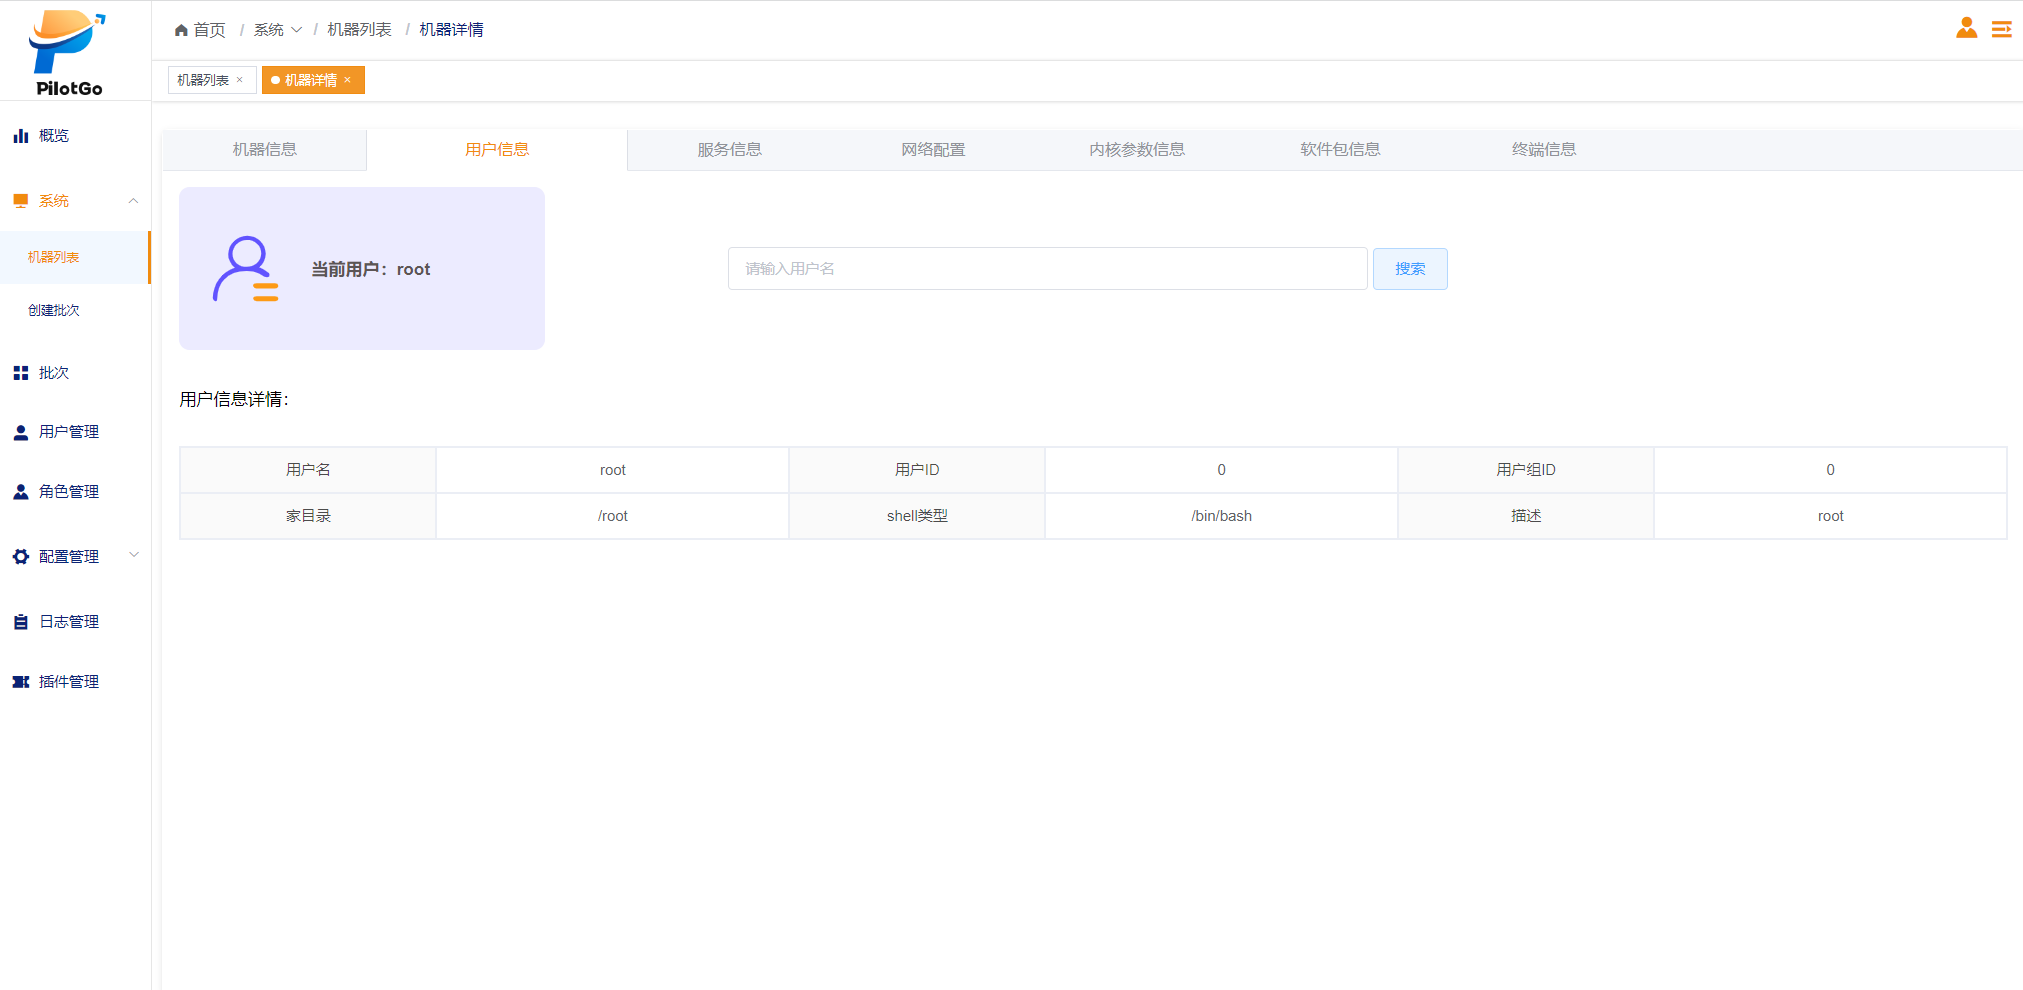 PilotGo
首页 / 系统 / 机器列表 / 机器详情
机器列表 × 机器详情 ×
概览
系统
机器列表
创建批次
批次
用户管理
角色管理
配置管理
日志管理
插件管理
机器信息 用户信息 服务信息 网络配置 内核参数信息 软件包信息 终端信息
当前用户：root
请输入用户名 搜索
用户信息详情：
用户名 root 用户ID 0 用户组ID 0
家目录 /root shell类型 /bin/bash 描述 root